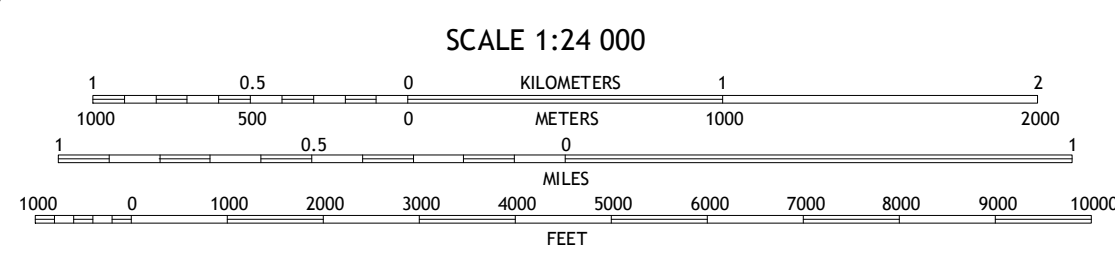 SCALE 1:24 000
1 0.5 0 KILOMETERS 1 2
1000 500 0 METERS 1000 2000
1 0.5 0 1
MILES
1000 0 1000 2000 3000 4000 5000 6000 7000 8000 9000 10000
FEET